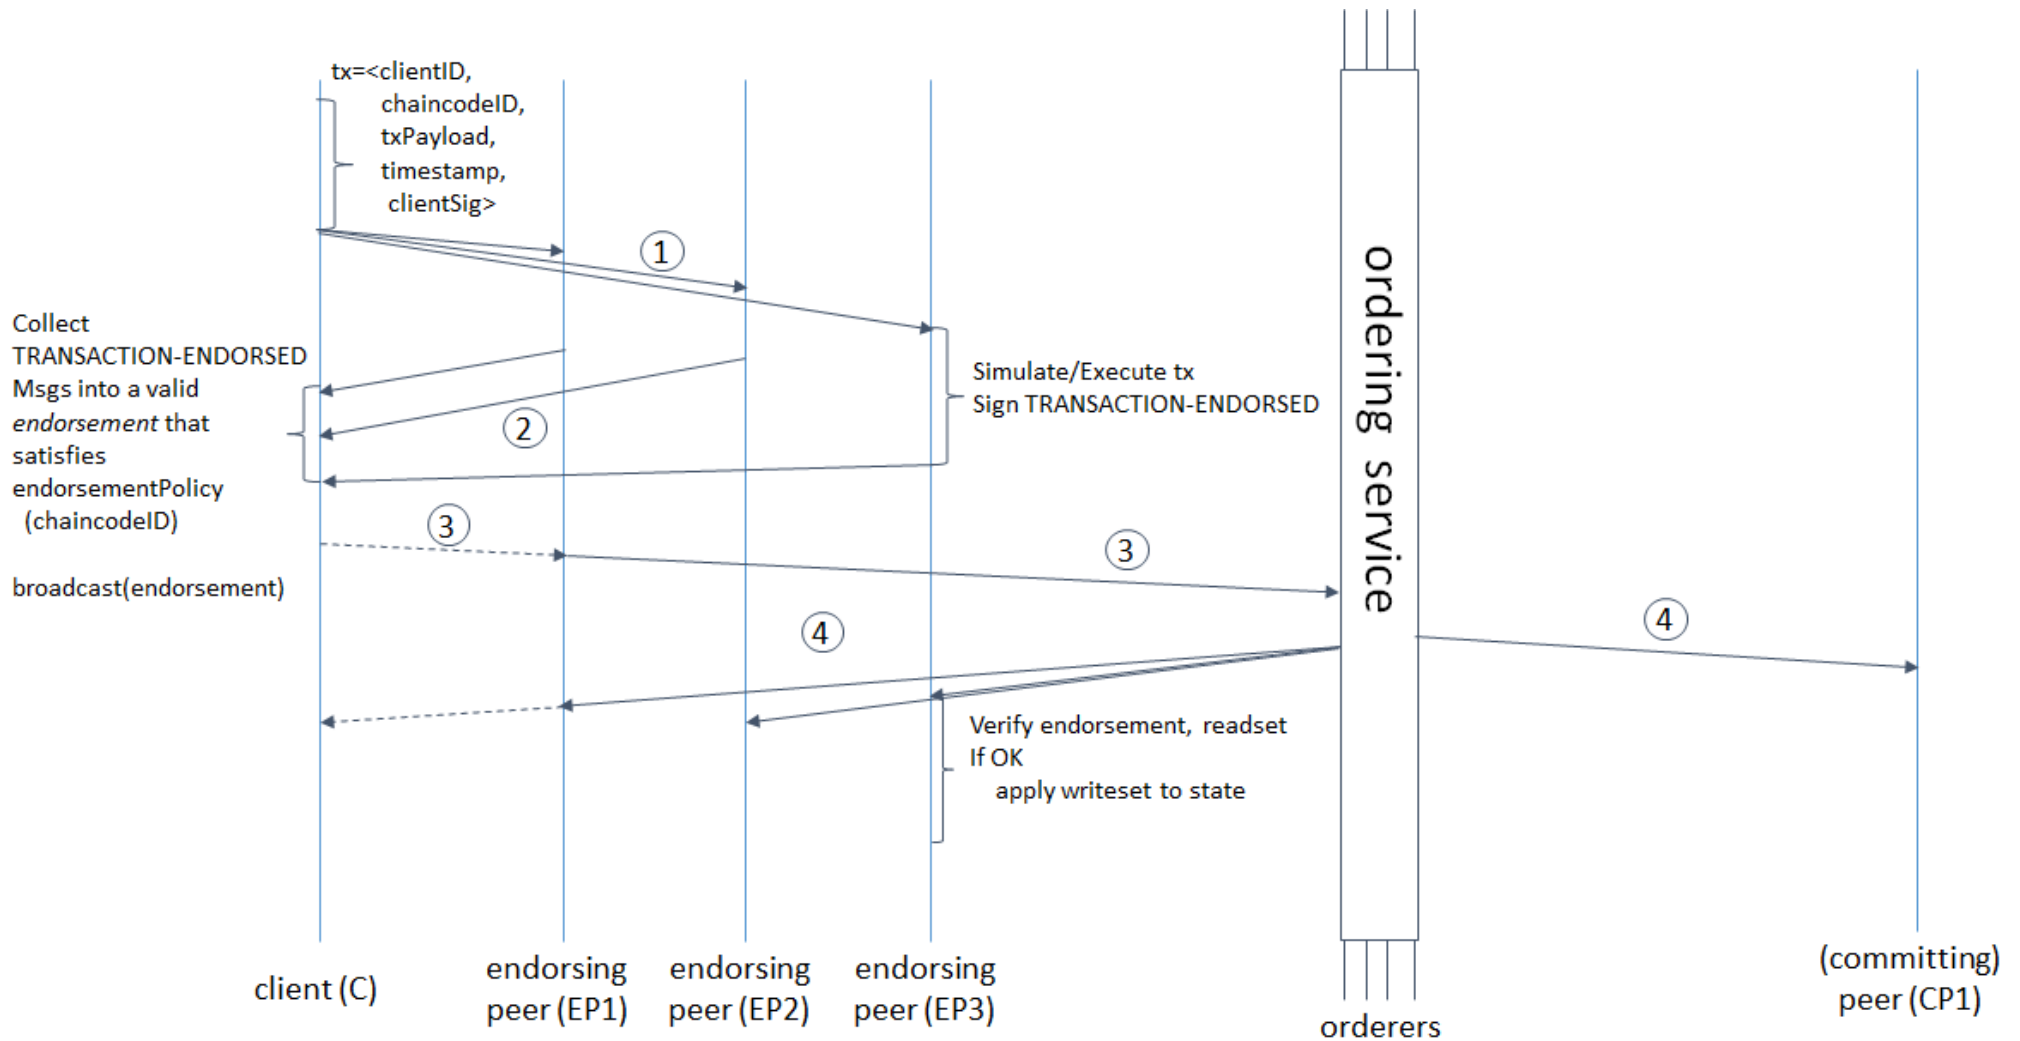 tx=<clientID,
chaincodeID,
txPayload,
timestamp,
clientSig>
1
Collect
TRANSACTION-ENDORSED
Msgs into a valid
endorsement that
satisfies
endorsementPolicy
(chaincodeID)
2
Simulate/Execute tx
Sign TRANSACTION-ENDORSED
ordering service
3
3
broadcast(endorsement)
4
4
Verify endorsement, readset
If OK
apply writeset to state
client (C)
endorsing
peer (EP1)
endorsing
peer (EP2)
endorsing
peer (EP3)
orderers
(committing)
peer (CP1)